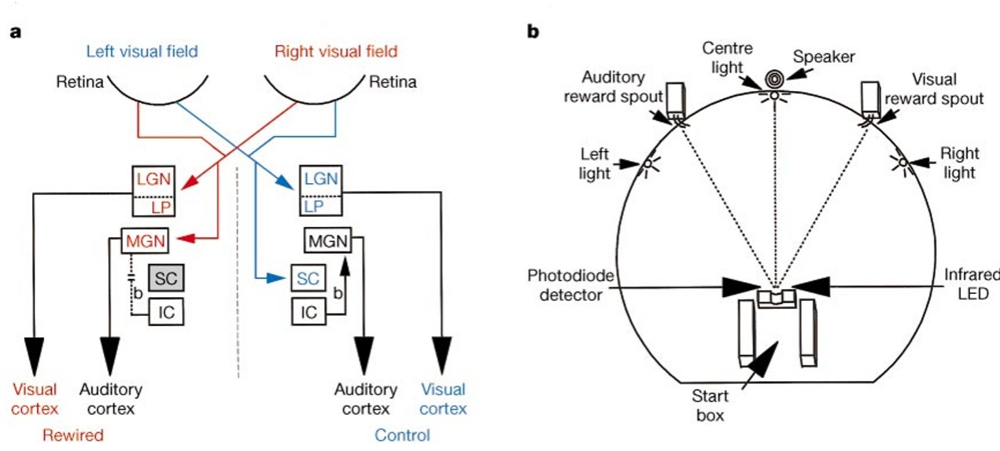 a
Left visual field
Right visual field
Retina
Retina
LGN
LP
LGN
LP
MGN
MGN
SC
SC
b
b
IC
IC
Visual
cortex
Auditory
cortex
Auditory
cortex
Visual
cortex
Rewired
Control
b
Centre
light
Speaker
Auditory
reward spout
Visual
reward spout
Left
light
Right
light
Photodiode
detector
Infrared
LED
Start
box